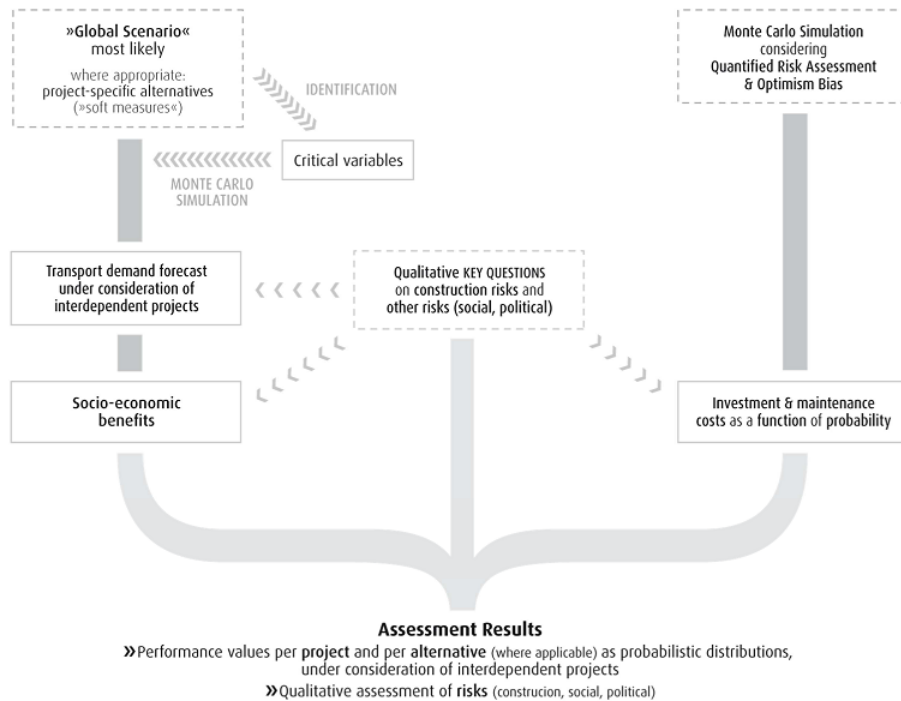 »Global Scenario«
most likely
where appropriate:
project-specific alternatives
(»soft measures«)
IDENTIFICATION
Critical variables
MONTE CARLO
SIMULATION
Monte Carlo Simulation
considering
Quantified Risk Assessment
& Optimism Bias
Transport demand forecast
under consideration of
interdependent projects
Qualitative KEY QUESTIONS
on construction risks and
other risks (social, political)
Socio-economic
benefits
Investment & maintenance
costs as a function of probability
Assessment Results
»Performance values per project and per alternative (where applicable) as probabilistic distributions,
under consideration of interdependent projects
»Qualitative assessment of risks (construcion, social, political)